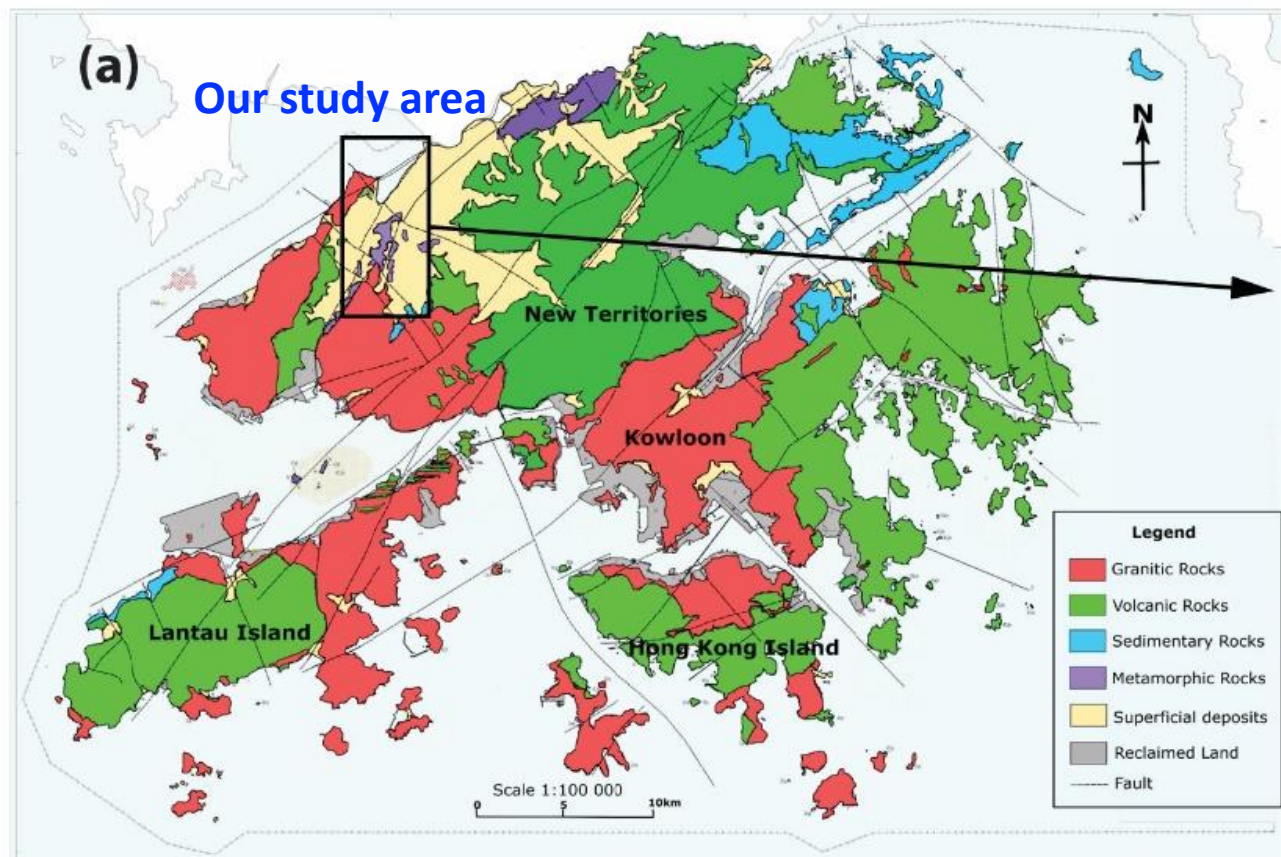 (a)
Our study area
N
New Territories
Kowloon
Lantau Island
Hong Kong Island
Legend
Granitic Rocks
Volcanic Rocks
Sedimentary Rocks
Metamorphic Rocks
Superficial deposits
Reclaimed Land
Fault
Scale 1:100 000
0 5 10km